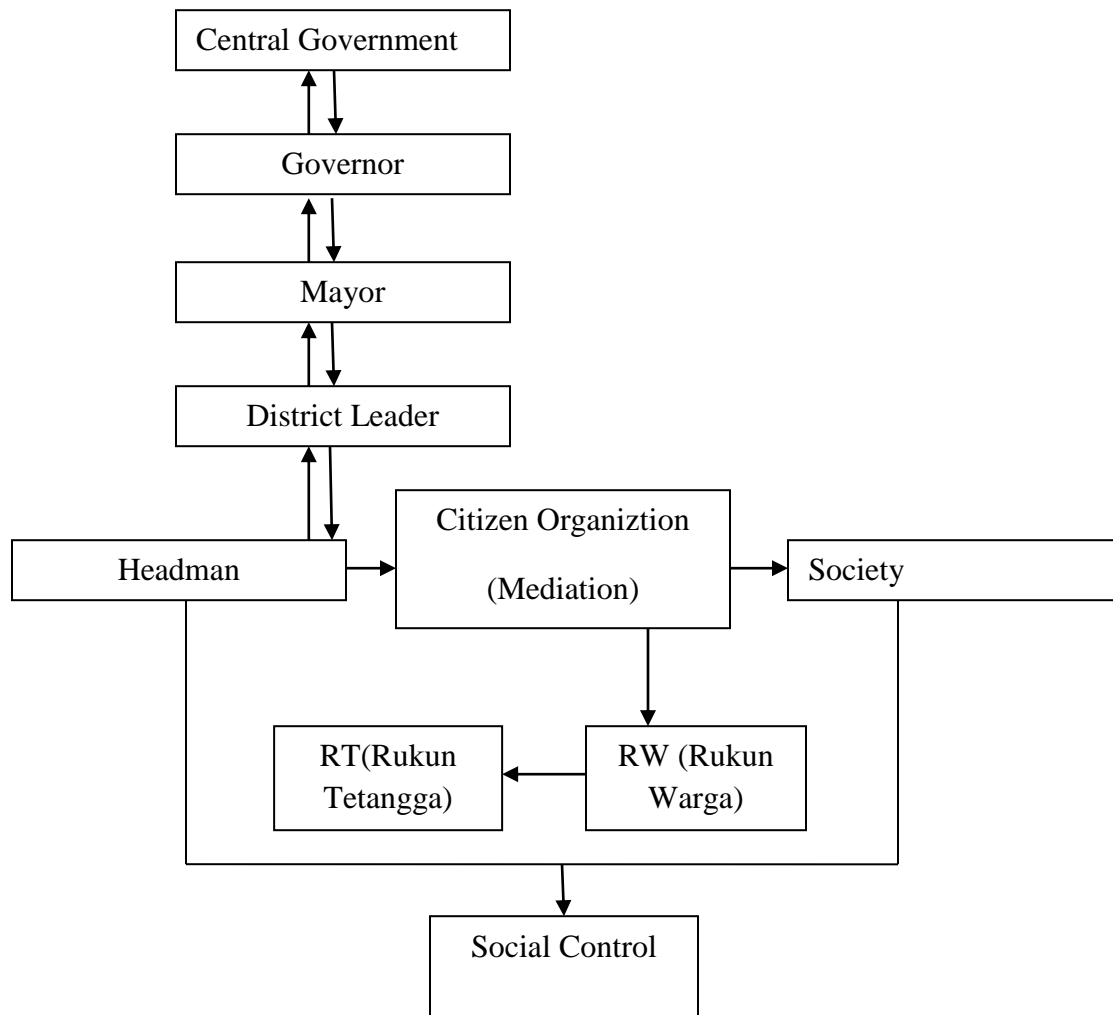 Central Government
Governor
Mayor
District Leader
Headman
Citizen Organiztion
(Mediation)
Society
RT(Rukun
Tetangga)
RW (Rukun
Warga)
Social Control